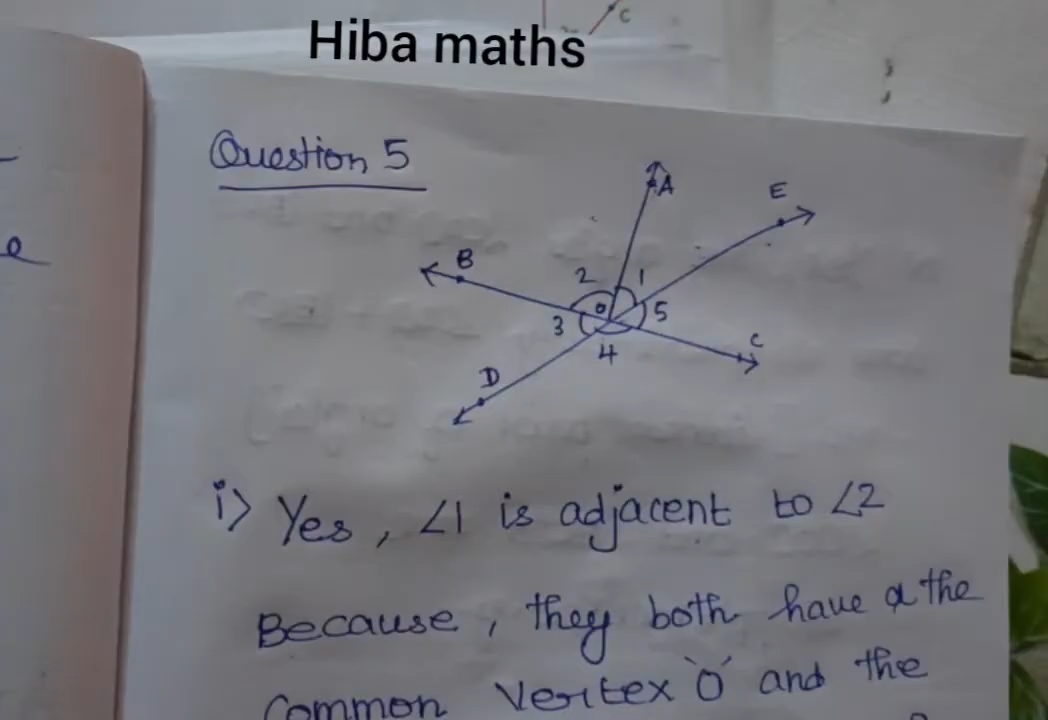 C
Hiba maths
Question 5
A
E
B
2 1
O
3 5
4
C
D
e
i) Yes, ∠1 is adjacent to ∠2
Because, they both have a the
Common Vertex 'O' and the